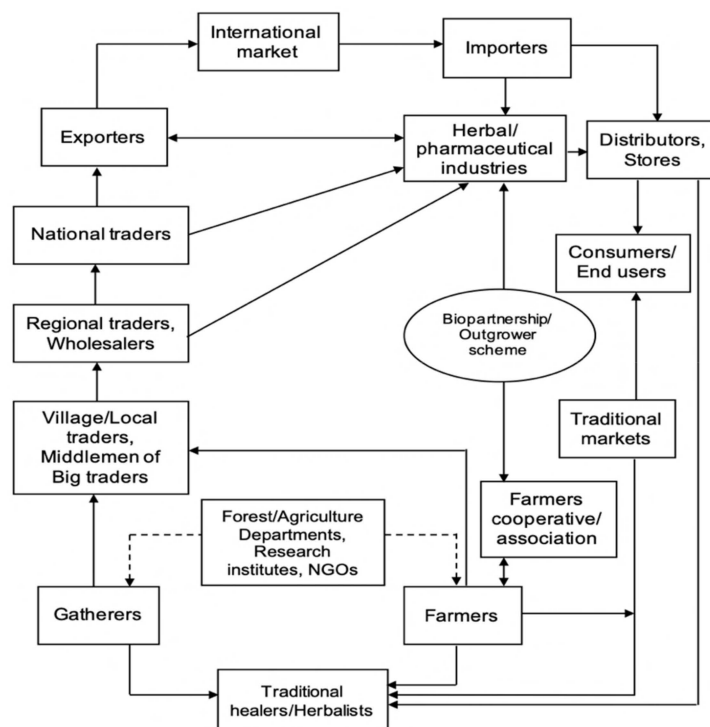 International
market
Importers
Exporters
Herbal/
pharmaceutical
industries
Distributors,
Stores
National traders
Consumers/
End users
Regional traders,
Wholesalers
Biopartnership/
Outgrower
scheme
Village/Local
traders,
Middlemen of
Big traders
Traditional
markets
Forest/Agriculture
Departments,
Research
institutes, NGOs
Farmers
cooperative/
association
Gatherers
Farmers
Traditional
healers/Herbalists